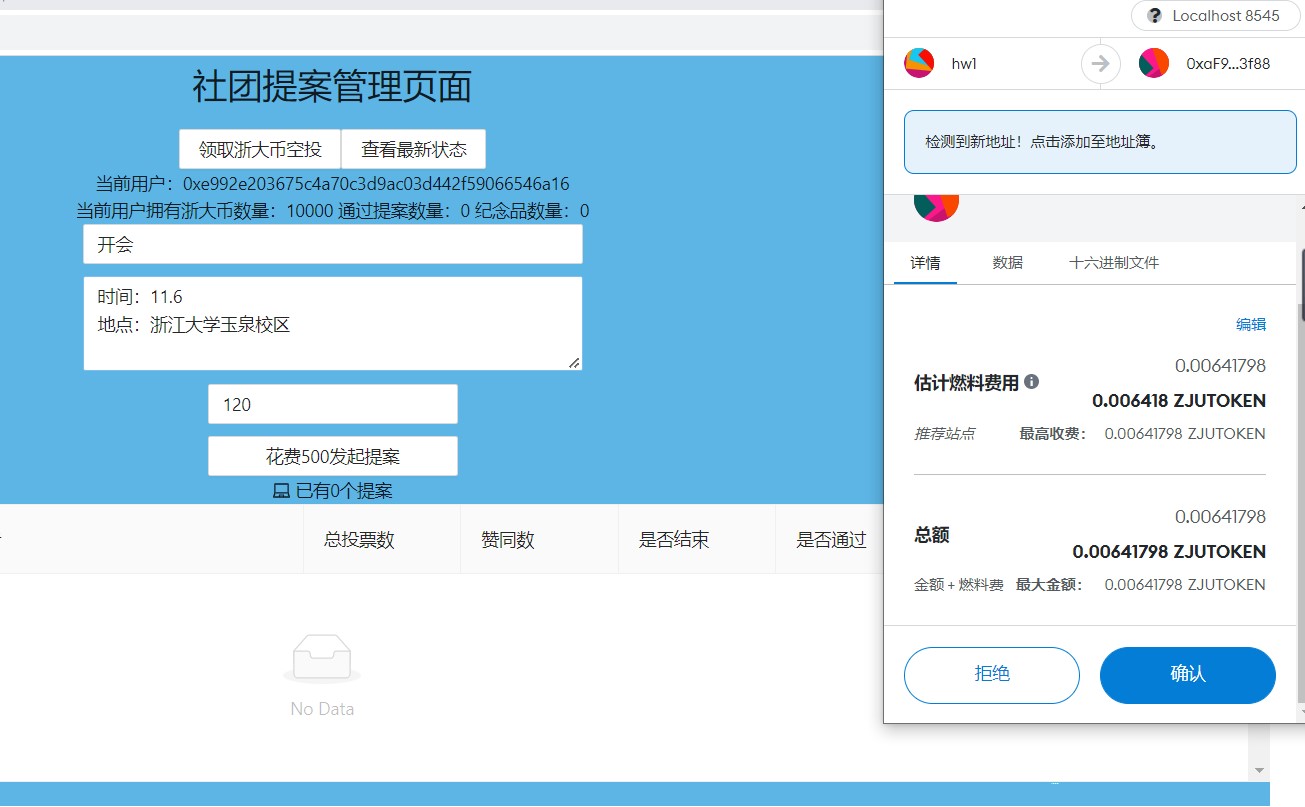 社团提案管理页面
领取浙大币空投 查看最新状态
当前用户：0xe992e203675c4a70c3d9ac03d442f59066546a16
当前用户拥有浙大币数量：10000 通过提案数量：0 纪念品数量：0
开会
时间：11.6
地点：浙江大学玉泉校区
120
花费500发起提案
已有0个提案
总投票数 赞同数 是否结束 是否通过
No Data
Localhost 8545
hw1 0xaF9...3f88
检测到新地址！点击添加至地址簿。
详情 数据 十六进制文件
编辑
0.00641798
估计燃料费用
0.006418 ZJUTOKEN
推荐站点 最高收费： 0.00641798 ZJUTOKEN
0.00641798
总额
0.00641798 ZJUTOKEN
金额 + 燃料费 最大金额： 0.00641798 ZJUTOKEN
拒绝 确认